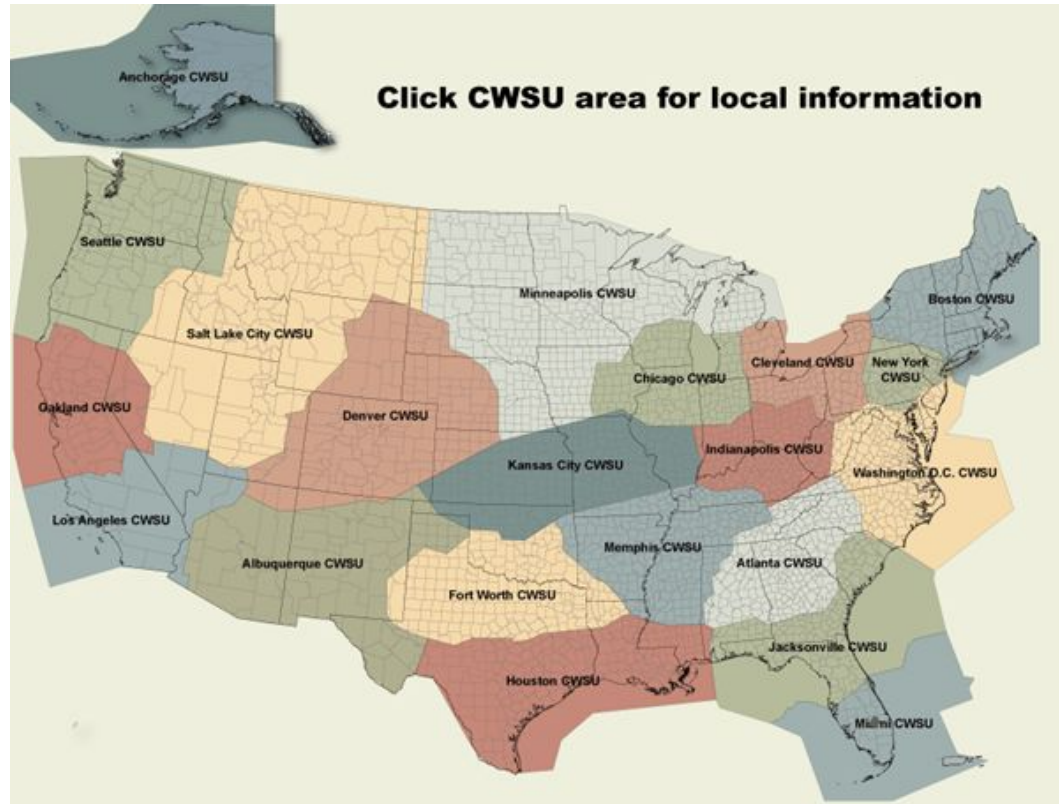 Anchorage CWSU
Click CWSU area for local information
Seattle CWSU
Minneapolis CWSU
Boston CWSU
Salt Lake City CWSU
Cleveland CWSU
New York
CWSU
Chicago CWSU
Oakland CWSU
Denver CWSU
Indianapolis CWSU
Kansas City CWSU
Washington D.C. CWSU
Los Angeles CWSU
Memphis CWSU
Albuquerque CWSU
Atlanta CWSU
Fort Worth CWSU
Jacksonville CWSU
Houston CWSU
Miami CWSU